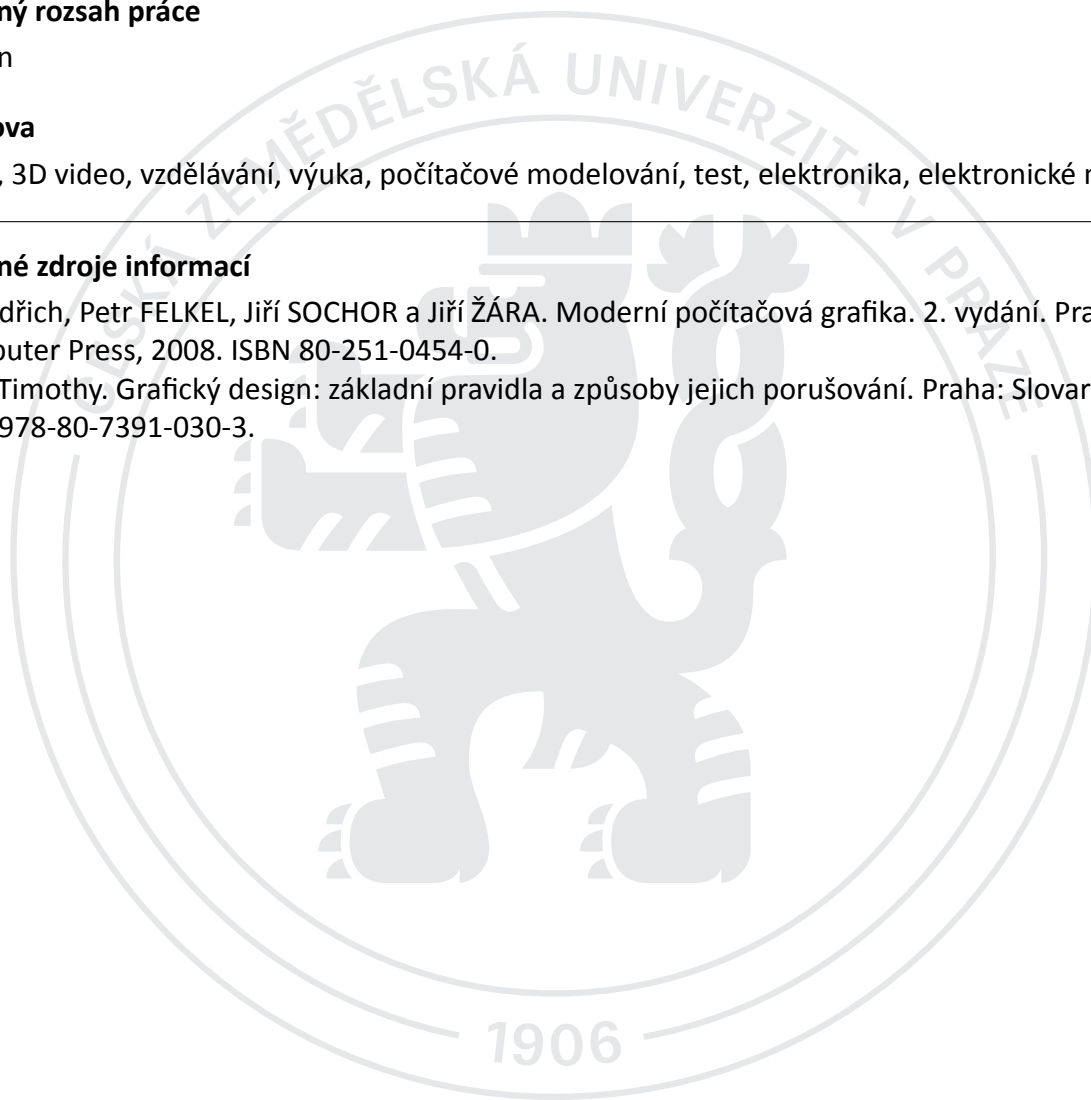 ný rozsah práce
n
ova
, 3D video, vzdělávání, výuka, počítačové modelování, test, elektronika, elektronické
né zdroje informací
dřich, Petr FELKEL, Jiří SOCHOR a Jiří ŽÁRA. Moderní počítačová grafika. 2. vydání. Pra
puter Press, 2008. ISBN 80-251-0454-0.
Timothy. Grafický design: základní pravidla a způsoby jejich porušování. Praha: Slovar
978-80-7391-030-3.
ČESKÁ ZEMĚDĚLSKÁ UNIVERZITA V PRAZE
1906